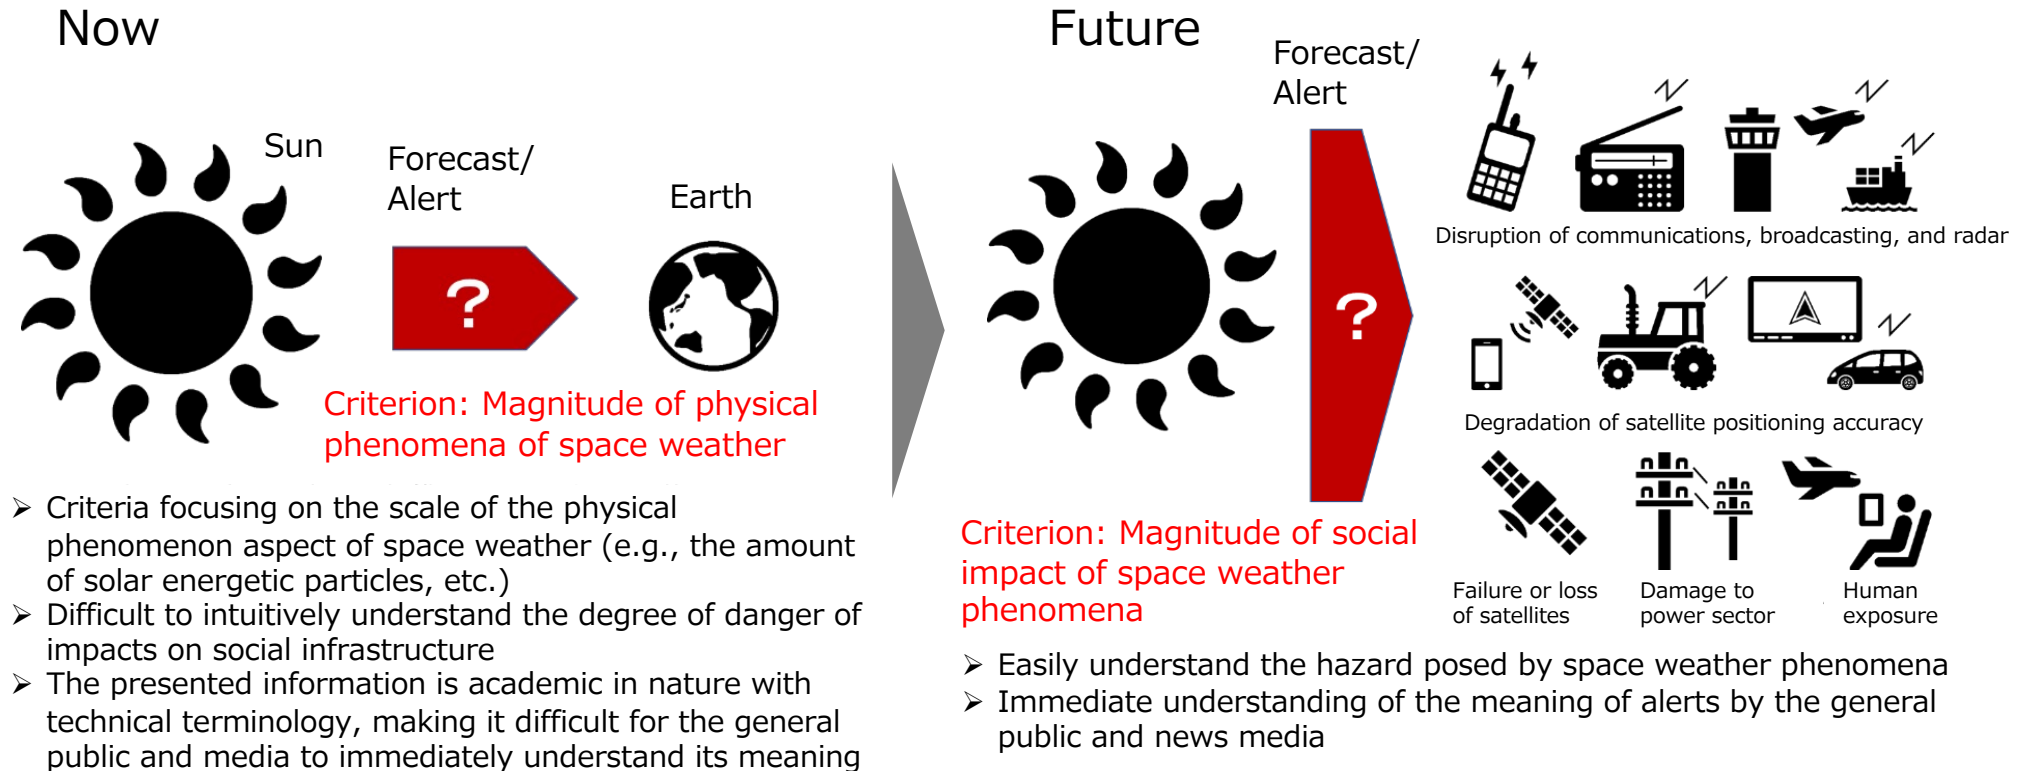 Now
Sun
Forecast/
Alert
Earth
?
Criterion: Magnitude of physical
phenomena of space weather
➢ Criteria focusing on the scale of the physical
phenomenon aspect of space weather (e.g., the amount
of solar energetic particles, etc.)
➢ Difficult to intuitively understand the degree of danger of
impacts on social infrastructure
➢ The presented information is academic in nature with
technical terminology, making it difficult for the general
public and media to immediately understand its meaning
Future
Forecast/
Alert
?
Criterion: Magnitude of social
impact of space weather
phenomena
Disruption of communications, broadcasting, and radar
Degradation of satellite positioning accuracy
Failure or loss
of satellites
Damage to
power sector
Human
exposure
➢ Easily understand the hazard posed by space weather phenomena
➢ Immediate understanding of the meaning of alerts by the general
public and news media